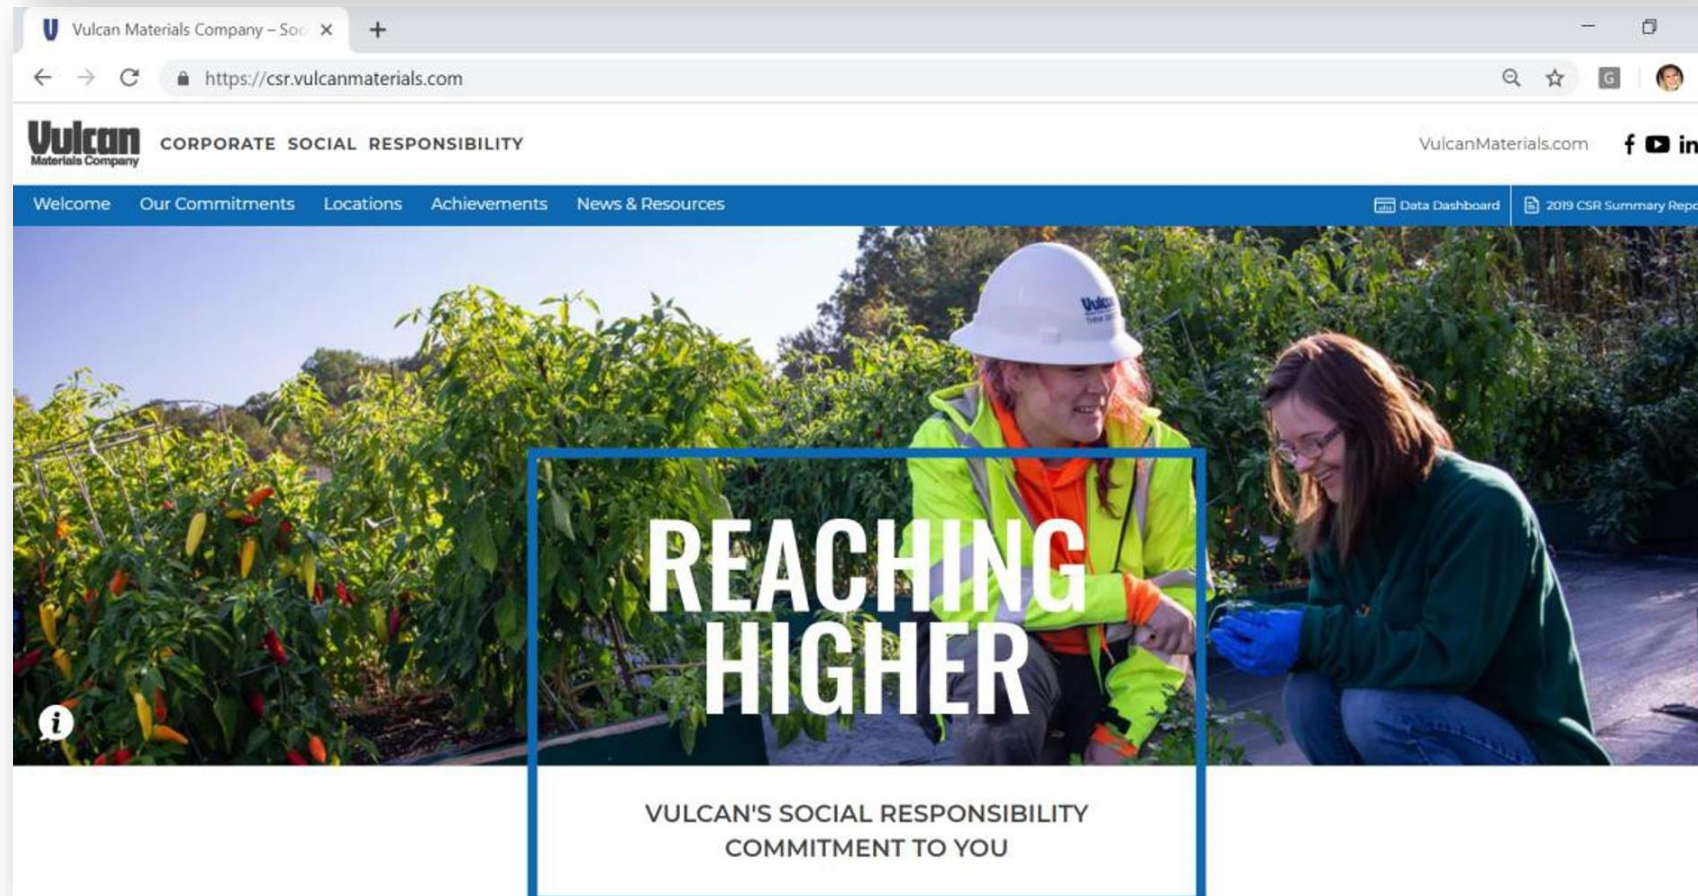 Vulcan Materials Company – Soc
https://csr.vulcanmaterials.com
G
Vulcan
Materials Company
CORPORATE SOCIAL RESPONSIBILITY
VulcanMaterials.com
Welcome Our Commitments Locations Achievements News & Resources
Data Dashboard
2019 CSR Summary Repo
Vulcan
REACHING
HIGHER
VULCAN'S SOCIAL RESPONSIBILITY
COMMITMENT TO YOU